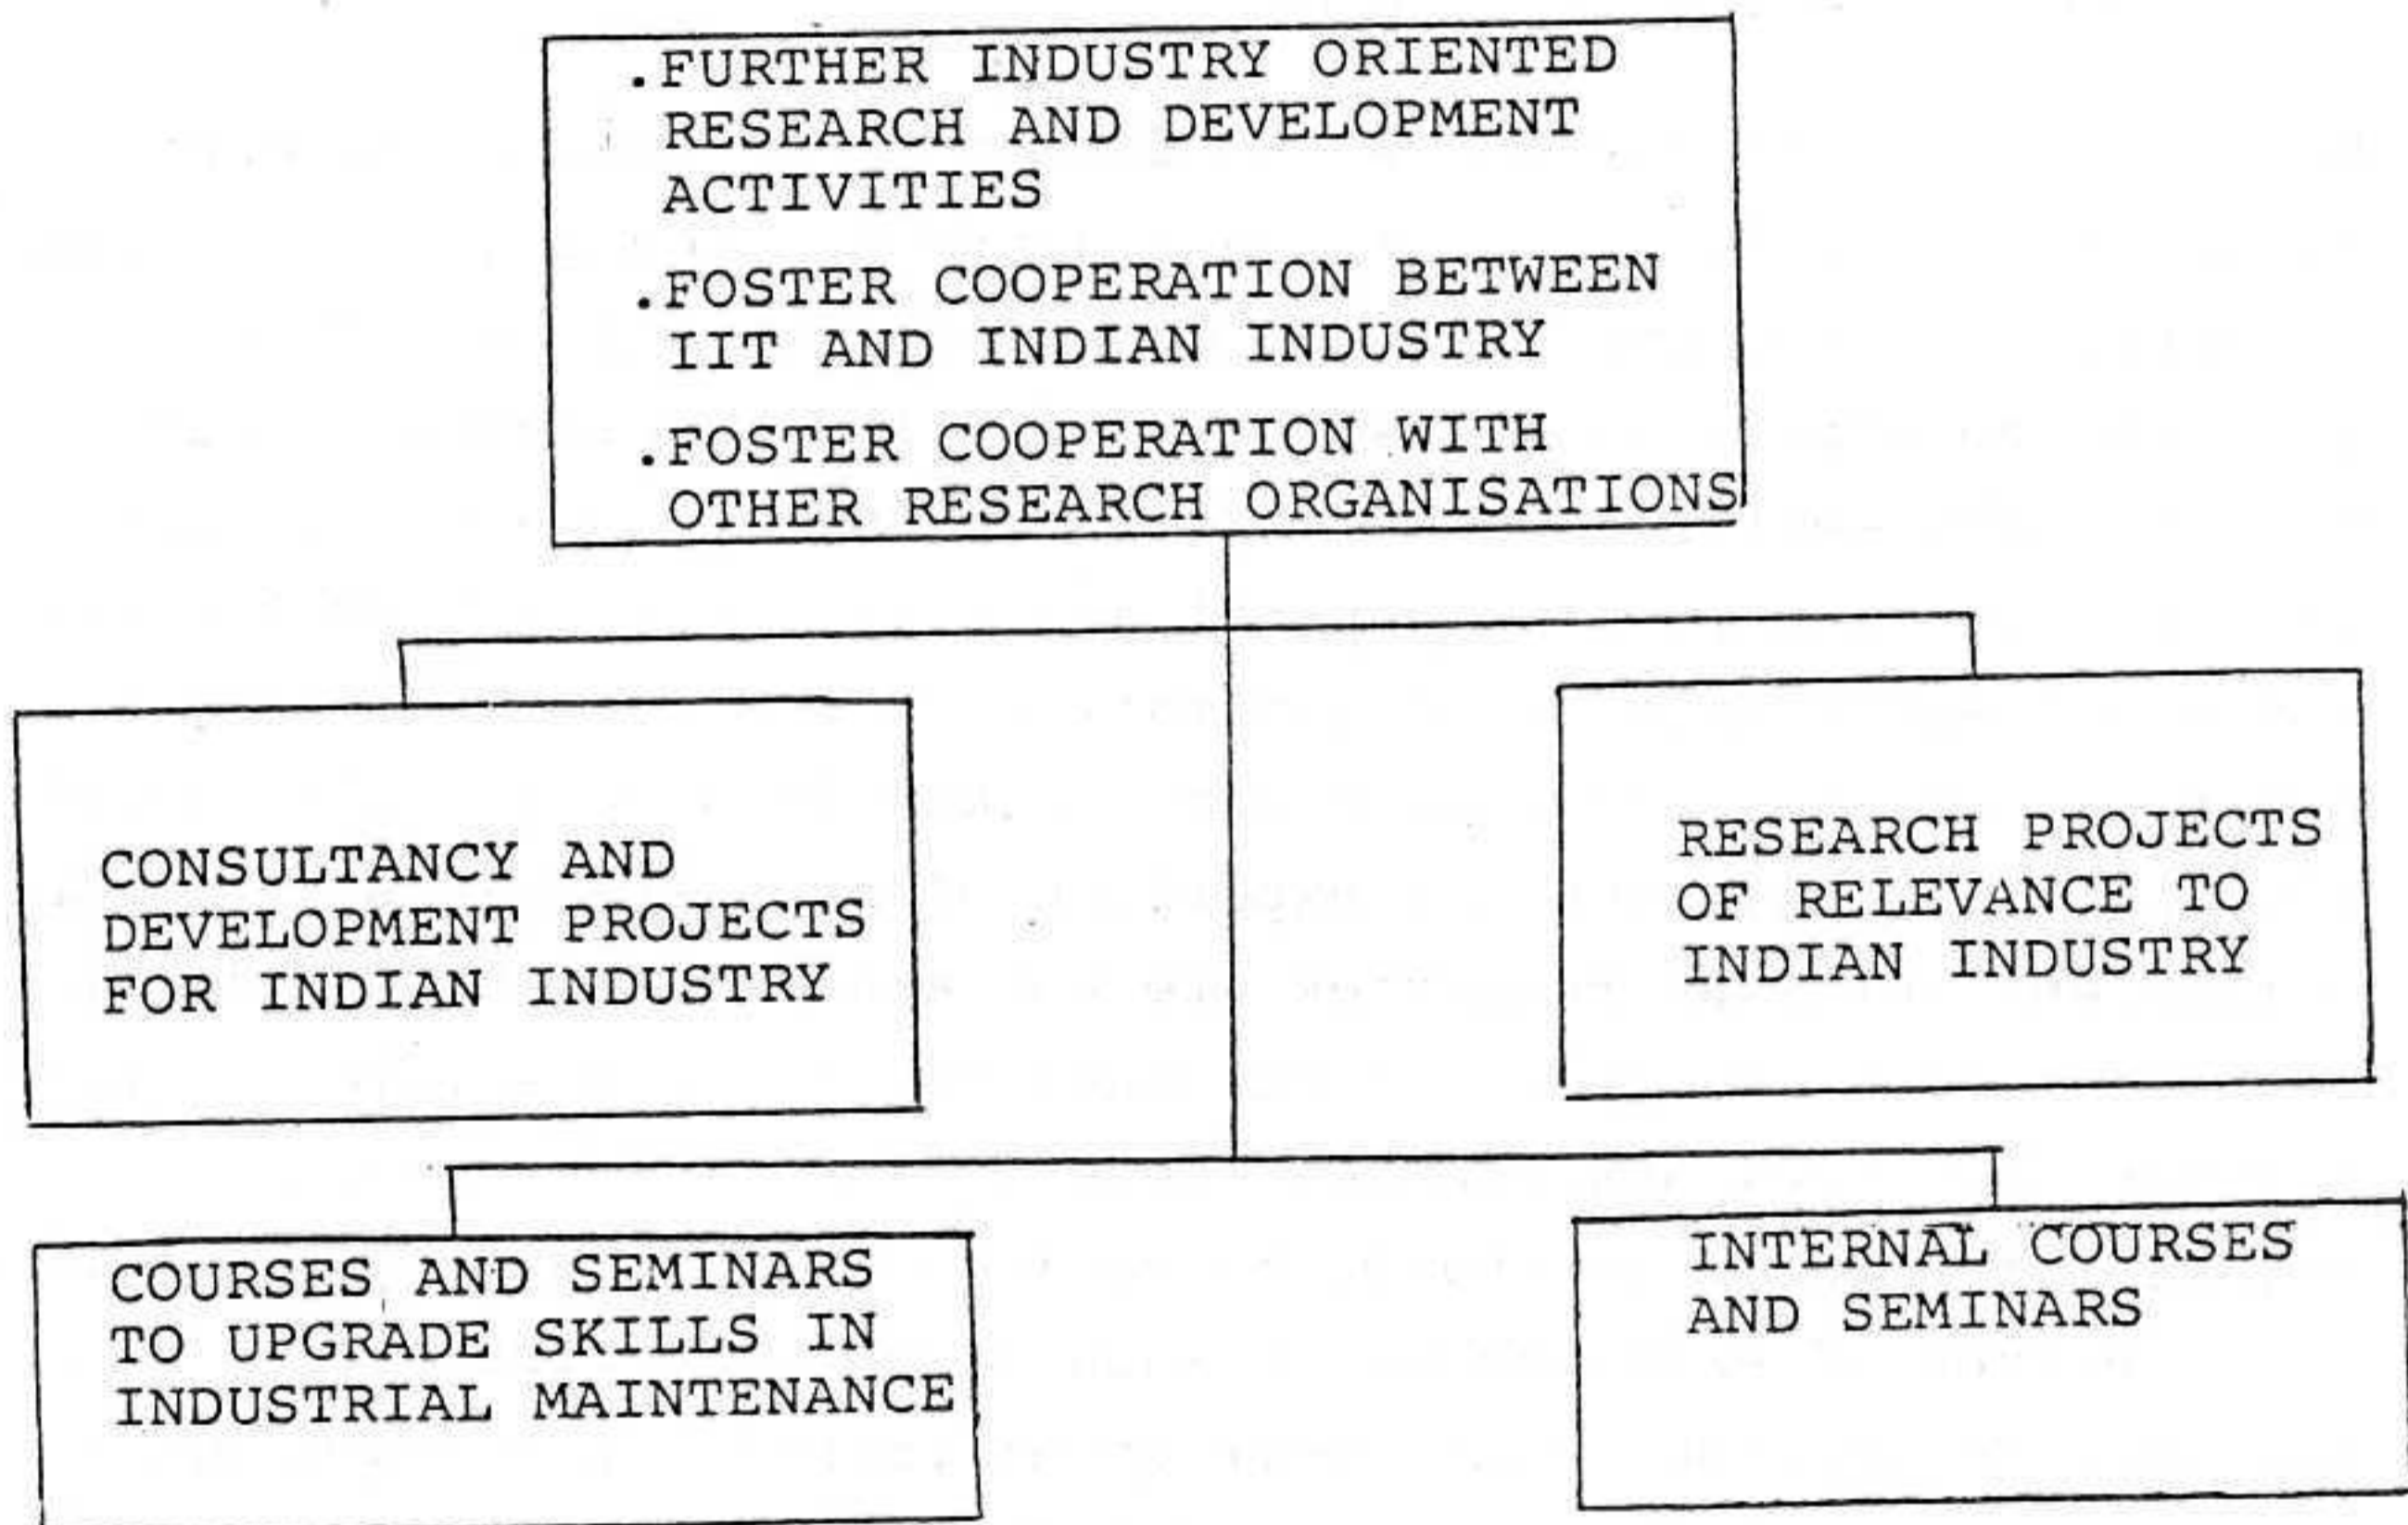 .FURTHER INDUSTRY ORIENTED
RESEARCH AND DEVELOPMENT
ACTIVITIES
.FOSTER COOPERATION BETWEEN
IIT AND INDIAN INDUSTRY
.FOSTER COOPERATION WITH
OTHER RESEARCH ORGANISATIONS
CONSULTANCY AND
DEVELOPMENT PROJECTS
FOR INDIAN INDUSTRY
RESEARCH PROJECTS
OF RELEVANCE TO
INDIAN INDUSTRY
COURSES AND SEMINARS
TO UPGRADE SKILLS IN
INDUSTRIAL MAINTENANCE
INTERNAL COURSES
AND SEMINARS